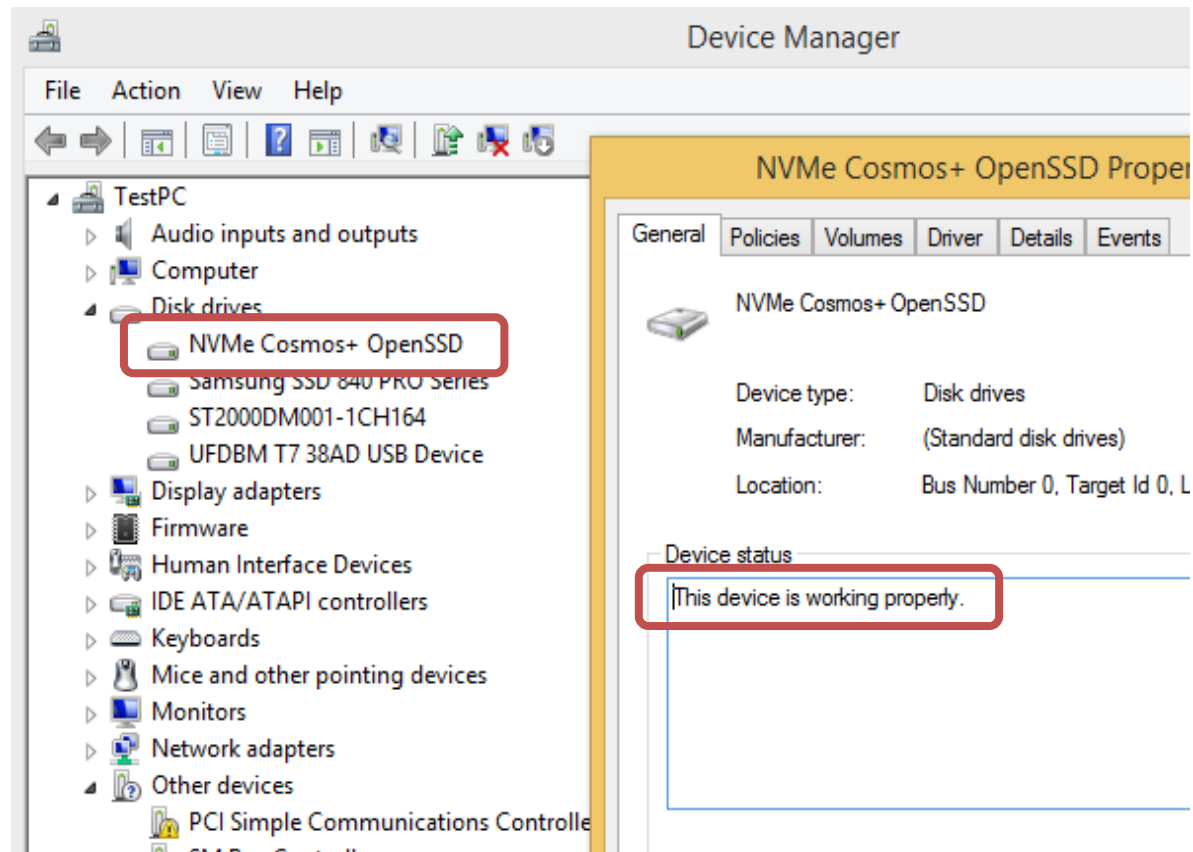 Device Manager
File Action View Help
TestPC
Audio inputs and outputs
Computer
Disk drives
NVMe Cosmos+ OpenSSD
Samsung SSD 840 PRO Series
ST2000DM001-1CH164
UFDBM T7 38AD USB Device
Display adapters
Firmware
Human Interface Devices
IDE ATA/ATAPI controllers
Keyboards
Mice and other pointing devices
Monitors
Network adapters
Other devices
PCI Simple Communications Controlle
NVMe Cosmos+ OpenSSD Proper
General Policies Volumes Driver Details Events
NVMe Cosmos+ OpenSSD
Device type: Disk drives
Manufacturer: (Standard disk drives)
Location: Bus Number 0, Target Id 0, L
Device status
This device is working properly.